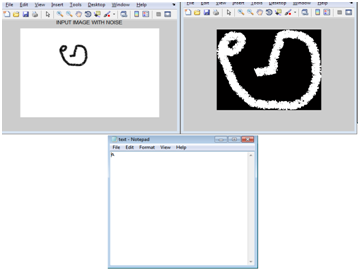 File Edit View Insert Tools Desktop Window Help
INPUT IMAGE WITH NOISE
File Edit View Insert Tools Desktop Window Help
text - Notepad
File Edit Format View Help